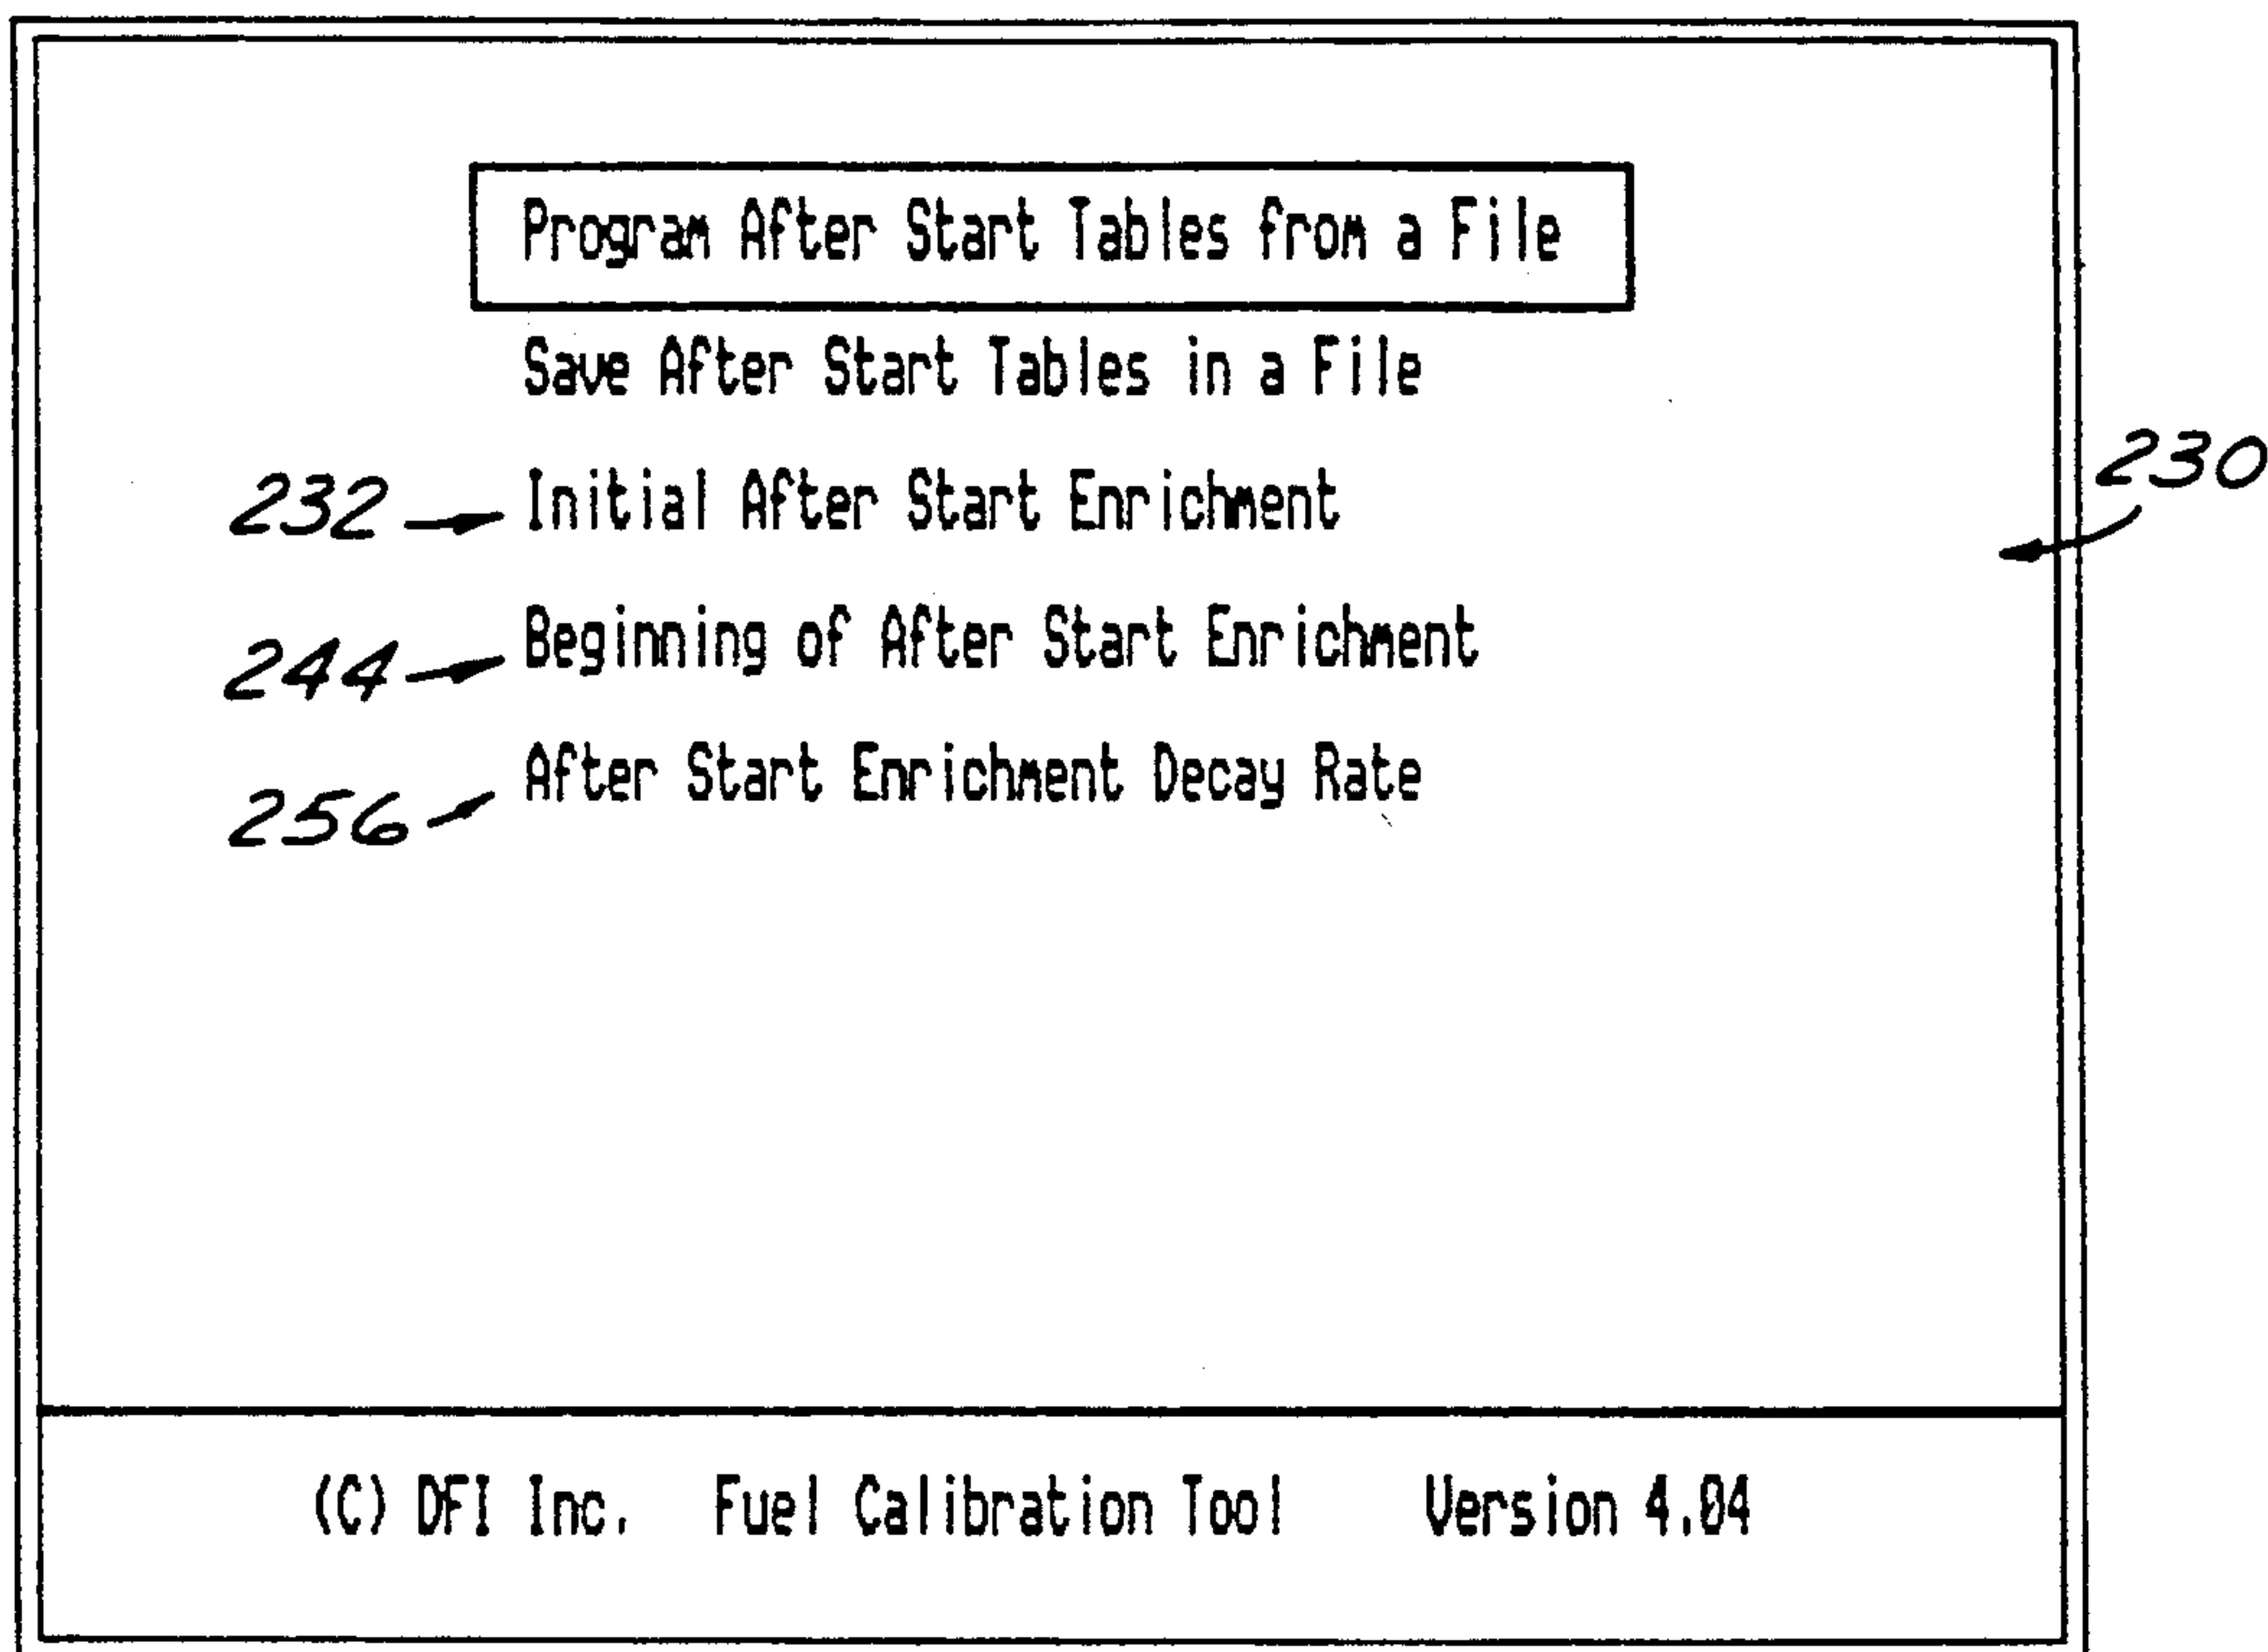 Program After Start Tables from a File
Save After Start Tables in a File
230
232 Initial After Start Enrichment
244 Beginning of After Start Enrichment
256 After Start Enrichment Decay Rate
(C) DFI Inc. Fuel Calibration Tool Version 4.04